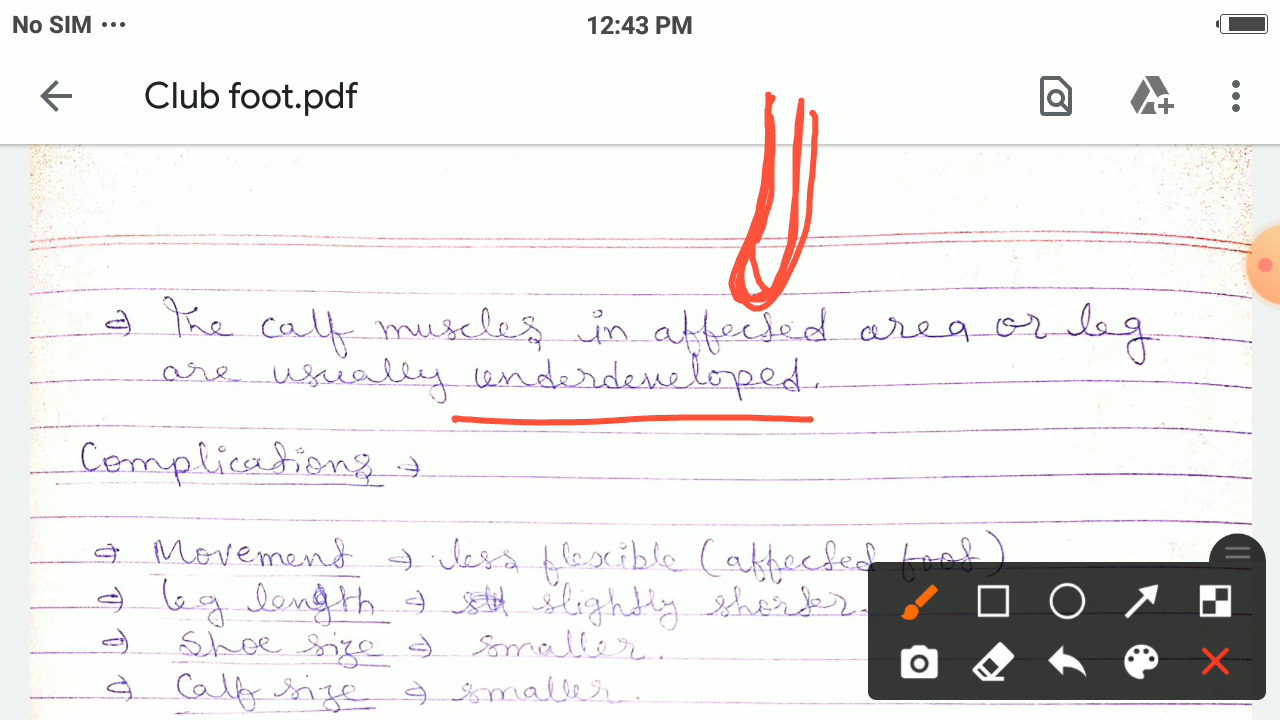 No SIM ••• 12:43 PM
Club foot.pdf
⇒ The calf muscles, in affected area or leg
are usually underdeveloped.
Complications →
⇒ Movement ⇒ less flexible (affected foot)
⇒ leg length ⇒ slightly shorter.
⇒ Shoe size ⇒ smaller.
⇒ Calf size ⇒ smaller.